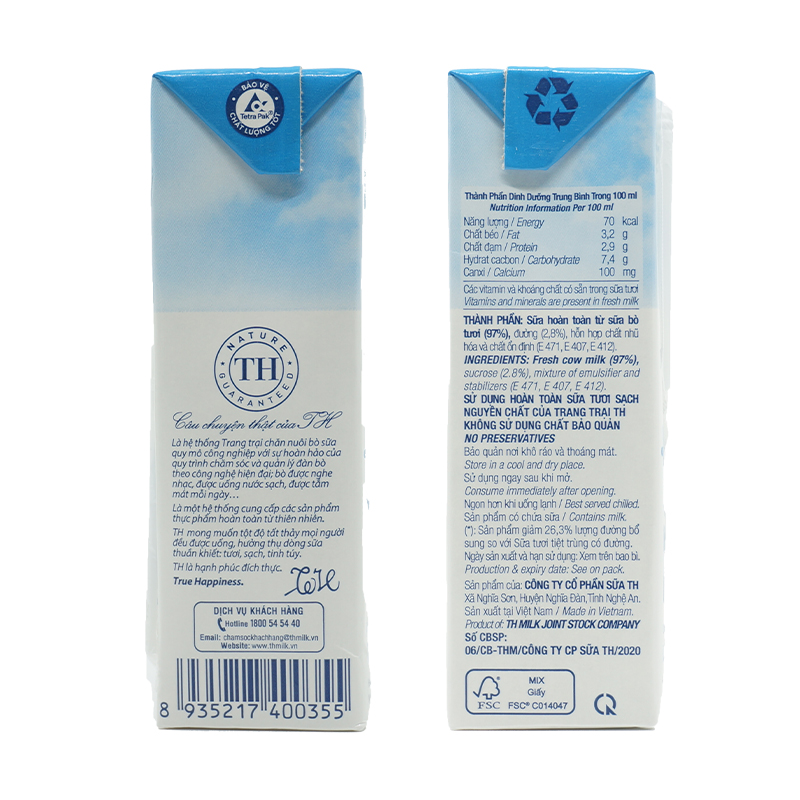 BẢO VỆ
Tetra Pak®
CHẤT LƯỢNG TỐT
NATURE
TH
GUARANTEED
Câu chuyện thật của TH
Là hệ thống Trang trại chăn nuôi bò sữa
quy mô công nghiệp với sự hoàn hảo của
quy trình chăm sóc và quản lý đàn bò
theo công nghệ hiện đại; bò được nghe
nhạc, được uống nước sạch, được tắm
mát mỗi ngày...
Là một hệ thống cung cấp các sản phẩm
thực phẩm hoàn toàn từ thiên nhiên.
TH mong muốn tột độ tất thảy mọi người
đều được uống, hưởng thụ dòng sữa
thuần khiết: tươi, sạch, tinh túy.
TH là hạnh phúc đích thực.
True Happiness.
TH
DỊCH VỤ KHÁCH HÀNG
Hotline 1800 54 54 40
Email: chamsockhachhang@thmilk.vn
Website: www.thmilk.vn
8 935217 400355
Thành Phần Dinh Dưỡng Trung Bình Trong 100 ml
Nutrition Information Per 100 ml
Năng lượng / Energy 70 kcal
Chất béo / Fat 3,2 g
Chất đạm / Protein 2,9 g
Hydrat cacbon / Carbohydrate 7,4 g
Canxi / Calcium 100 mg
Các vitamin và khoáng chất có sẵn trong sữa tươi
Vitamins and minerals are present in fresh milk
THÀNH PHẦN: Sữa hoàn toàn từ sữa bò
tươi (97%), đường (2,8%), hỗn hợp chất nhũ
hóa và chất ổn định (E 471, E 407, E 412).
INGREDIENTS: Fresh cow milk (97%),
sucrose (2.8%), mixture of emulsifier and
stabilizers (E 471, E 407, E 412).
SỬ DỤNG HOÀN TOÀN SỮA TƯƠI SẠCH
NGUYÊN CHẤT CỦA TRANG TRẠI TH
KHÔNG SỬ DỤNG CHẤT BẢO QUẢN
NO PRESERVATIVES
Bảo quản nơi khô ráo và thoáng mát.
Store in a cool and dry place.
Sử dụng ngay sau khi mở.
Consume immediately after opening.
Ngon hơn khi uống lạnh / Best served chilled.
Sản phẩm có chứa sữa / Contains milk.
(*): Sản phẩm giảm 26,3% lượng đường bổ
sung so với Sữa tươi tiệt trùng có đường.
Ngày sản xuất và hạn sử dụng: Xem trên bao bì.
Production & expiry date: See on pack.
Sản phẩm của: CÔNG TY CỔ PHẦN SỮA TH
Xã Nghĩa Sơn, Huyện Nghĩa Đàn, Tỉnh Nghệ An.
Sản xuất tại Việt Nam / Made in Vietnam.
Product of: TH MILK JOINT STOCK COMPANY
Số CBSP:
06/CB-THM/CÔNG TY CP SỮA TH/2020
FSC
MIX
Giấy
FSC® C014047